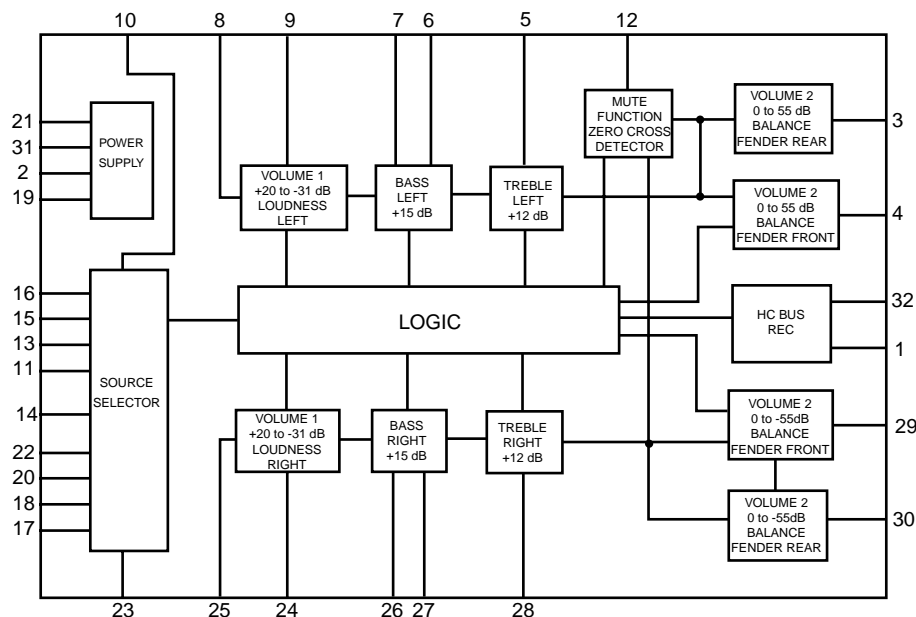 10
8
9
7
6
5
12
21
31
2
19
POWER
SUPPLY
VOLUME 1
+20 to -31 dB
LOUDNESS
LEFT
BASS
LEFT
+15 dB
TREBLE
LEFT
+12 dB
MUTE
FUNCTION
ZERO CROSS
DETECTOR
VOLUME 2
0 to 55 dB
BALANCE
FENDER REAR
3
VOLUME 2
0 to 55 dB
BALANCE
FENDER FRONT
4
16
15
13
11
14
22
20
18
17
SOURCE
SELECTOR
LOGIC
HC BUS
REC
32
1
VOLUME 1
+20 to -31 dB
LOUDNESS
RIGHT
BASS
RIGHT
+15 dB
TREBLE
RIGHT
+12 dB
VOLUME 2
0 to -55dB
BALANCE
FENDER FRONT
29
VOLUME 2
0 to -55dB
BALANCE
FENDER REAR
30
23
25
24
26
27
28